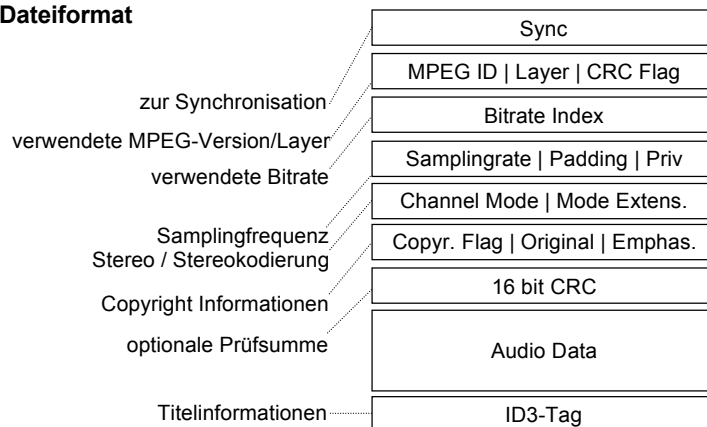 Dateiformat
Sync
MPEG ID | Layer | CRC Flag
zur Synchronisation
Bitrate Index
verwendete MPEG-Version/Layer
Samplingrate | Padding | Priv
verwendete Bitrate
Channel Mode | Mode Extens.
Samplingfrequenz
Copyr. Flag | Original | Emphas.
Stereo / Stereokodierung
16 bit CRC
Copyright Informationen
optionale Prüfsumme
Audio Data
Titelinformationen
ID3-Tag